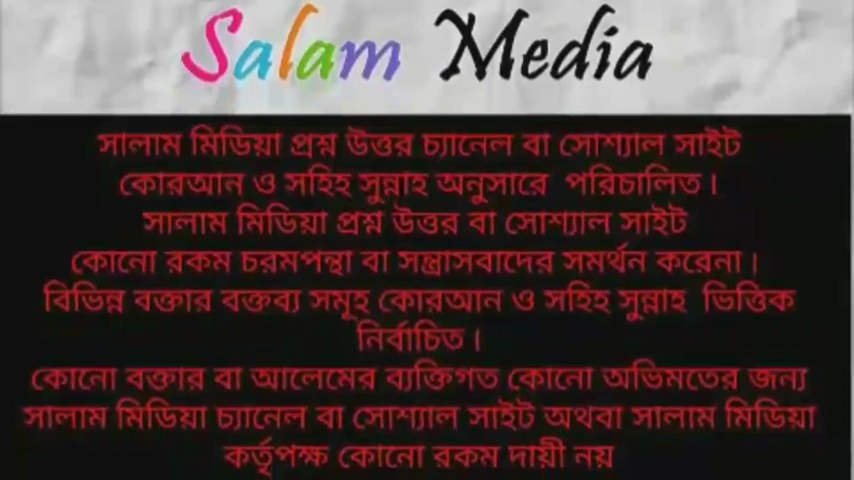 Salam Media
সালাম মিডিয়া প্রশ্ন উত্তর চ্যানেল বা সোশ্যাল সাইট
কোরআন ও সহিহ সুন্নাহ অনুসারে পরিচালিত।
সালাম মিডিয়া প্রশ্ন উত্তর বা সোশ্যাল সাইট
কোনো রকম চরমপন্থা বা সন্ত্রাসবাদের সমর্থন করেনা।
বিভিন্ন বক্তার বক্তব্য সমূহ কোরআন ও সহিহ সুন্নাহ ভিত্তিক
নির্বাচিত।
কোনো বক্তার বা আলেমের ব্যক্তিগত কোনো অভিমতের জন্য
সালাম মিডিয়া চ্যানেল বা সোশ্যাল সাইট অথবা সালাম মিডিয়া
কর্তৃপক্ষ কোনো রকম দায়ী নয়